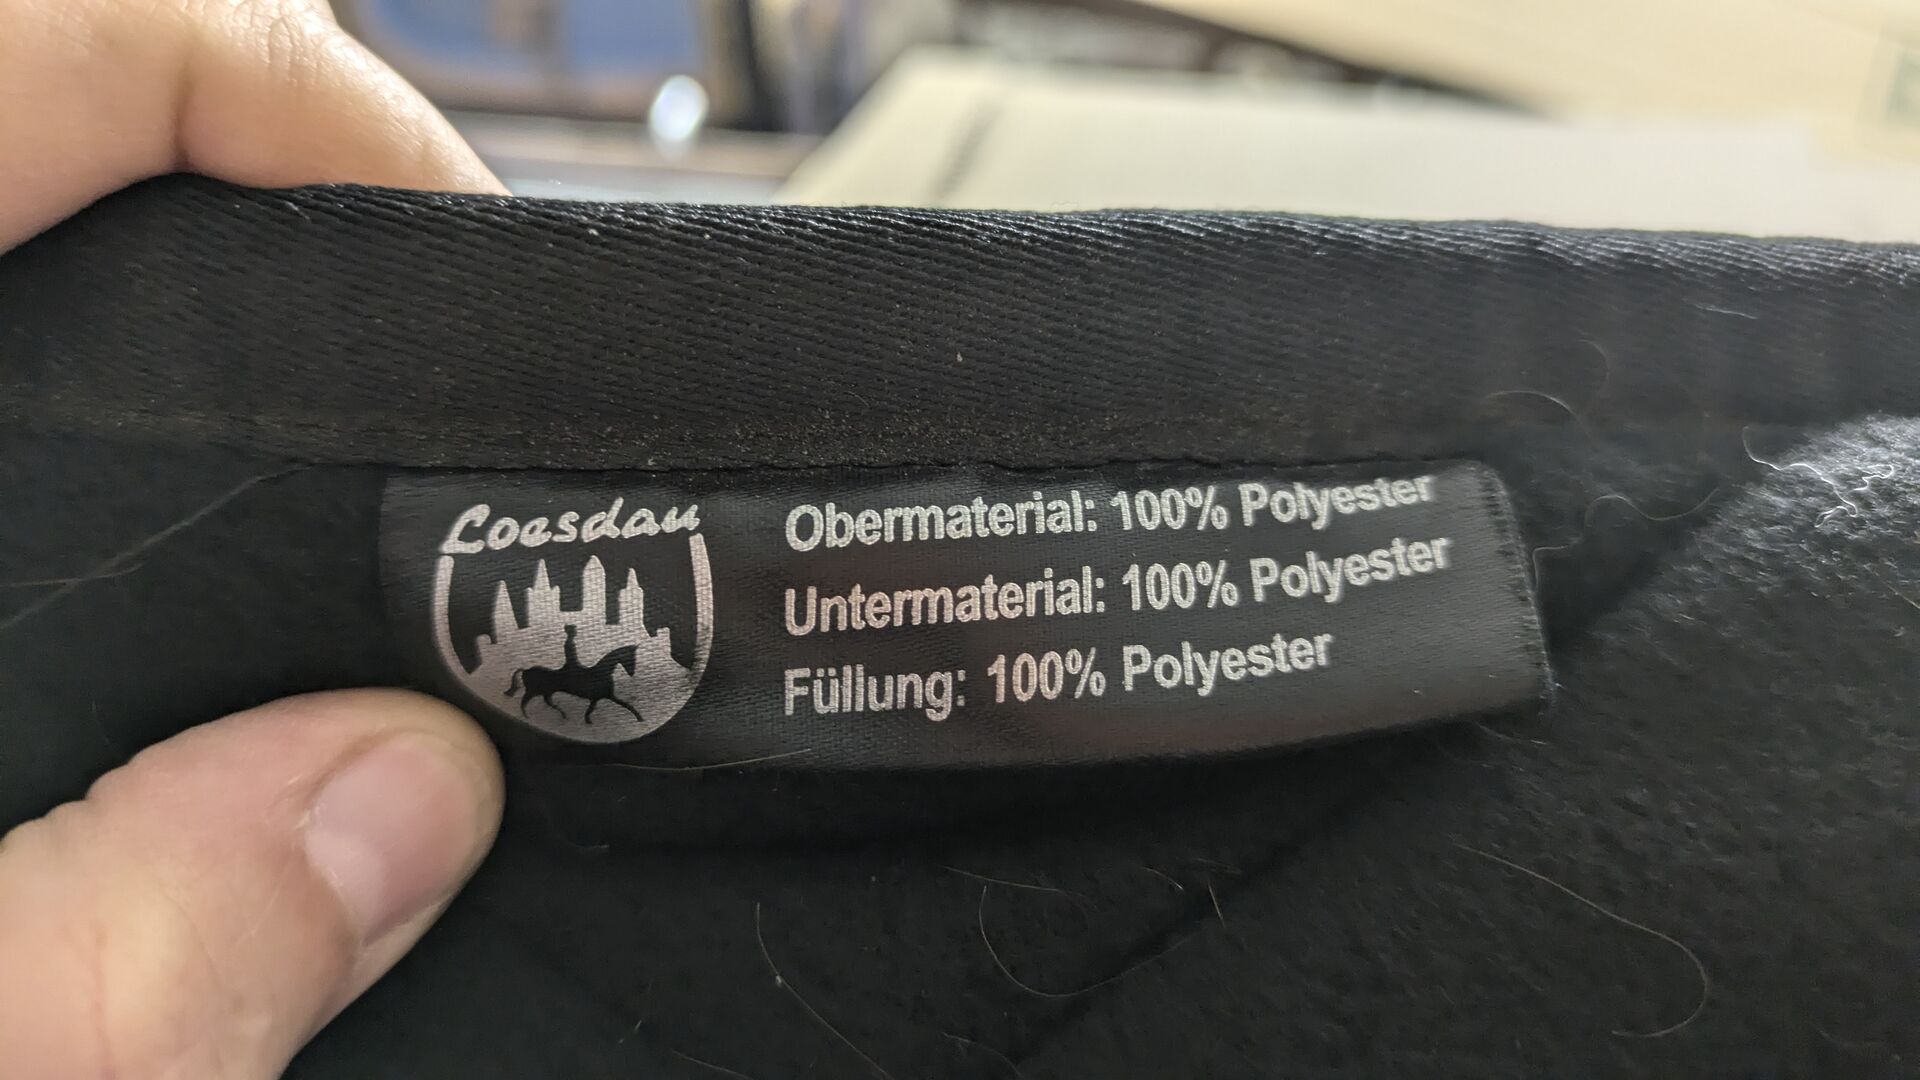 Loesdau
Obermaterial: 100% Polyester
Untermaterial: 100% Polyester
Füllung: 100% Polyester